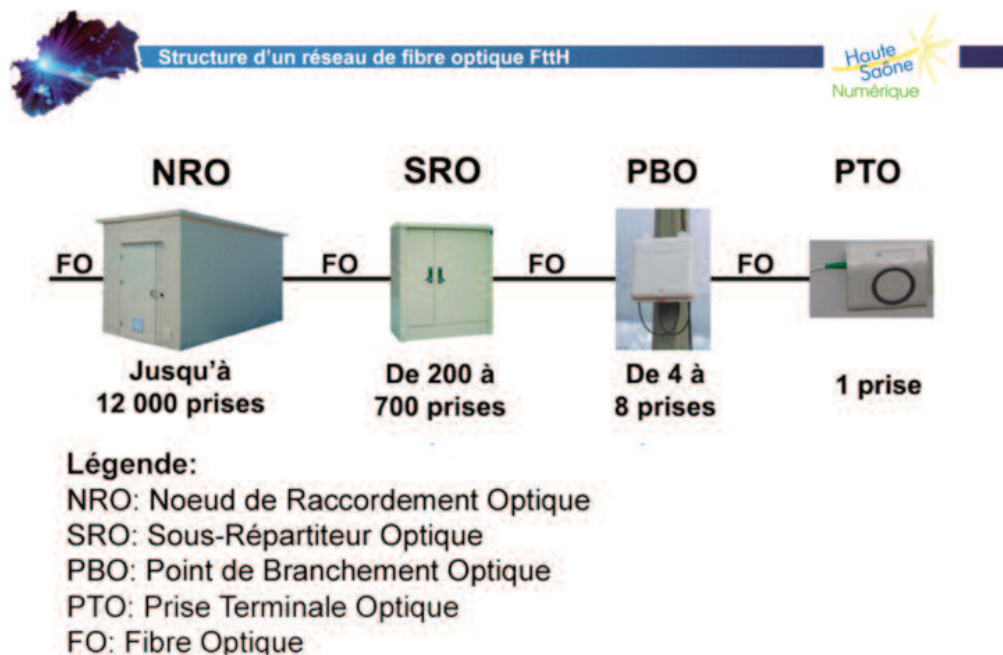 Structure d'un réseau de fibre optique FttH
Haute
Saône
Numérique
NRO
SRO
PBO
PTO
FO
FO
FO
FO
Jusqu'à
12 000 prises
De 200 à
700 prises
De 4 à
8 prises
1 prise
Légende:
NRO: Noeud de Raccordement Optique
SRO: Sous-Répartiteur Optique
PBO: Point de Branchement Optique
PTO: Prise Terminale Optique
FO: Fibre Optique